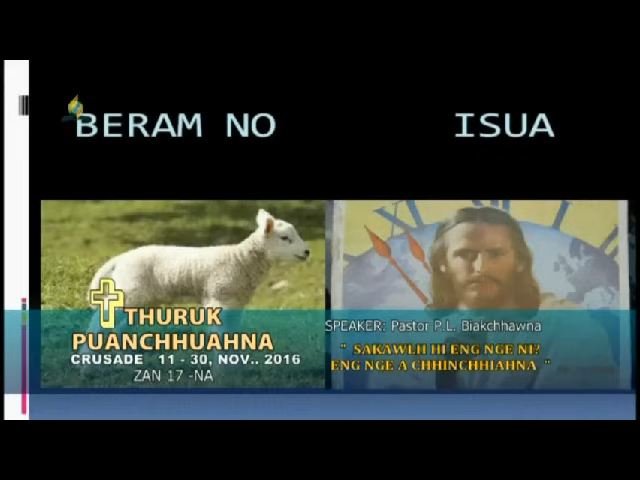 BERAM NO
ISUA
THURUK
PUANCHHUAHNA
CRUSADE 11 - 30, NOV.. 2016
ZAN 17 -NA
SPEAKER: Pastor P.L. Biakchhawna
" SAKAWLH HI ENG NGE NI?
ENG NGE A CHHINCHHIAHNA "